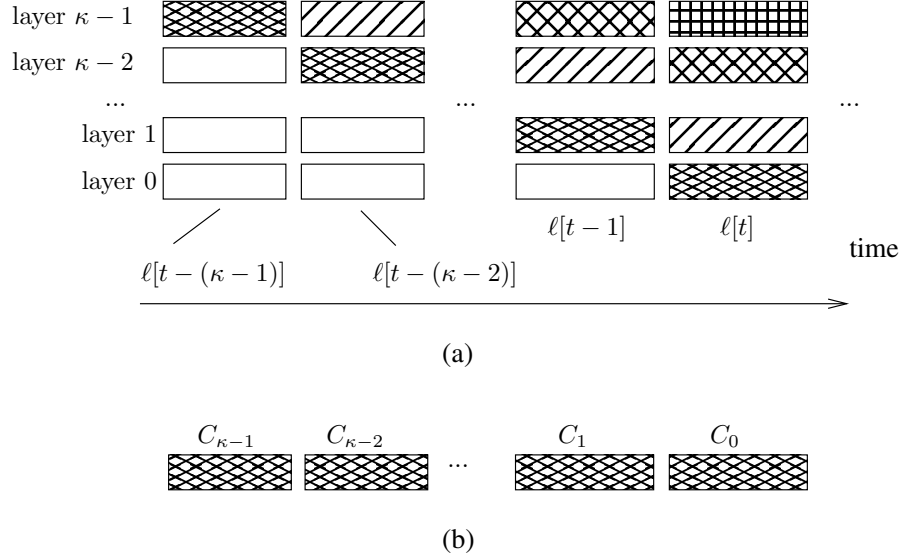 layer κ − 1
layer κ − 2
... ... ...
layer 1
layer 0
ℓ[t − 1] ℓ[t]
time
ℓ[t − (κ − 1)] ℓ[t − (κ − 2)]
(a)
C_{κ−1} C_{κ−2} C_1 C_0
...
(b)